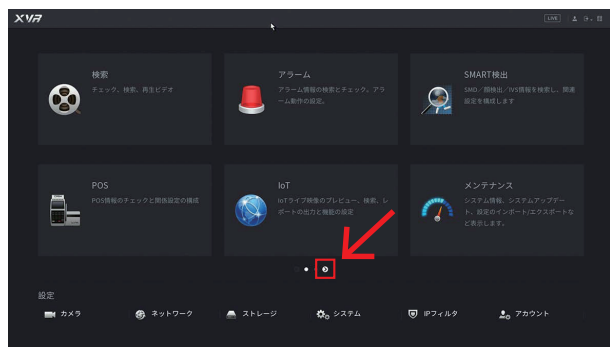 XVR
LIVE
検索
チェック、検索、再生ビデオ
アラーム
アラーム情報の検索とチェック。アラ
ーム動作の設定。
SMART検出
SMD／顔検出／IVS情報を検索し、関連
設定を構成します
POS
POS情報のチェックと関係設定の構成
IoT
IoTライブ映像のプレビュー、検索、レ
ポートの出力と機能の設定
メンテナンス
システム情報、システムアップデー
ト、設定のインポート/エクスポートな
ど表示します。
設定
カメラ
ネットワーク
ストレージ
システム
IPフィルタ
アカウント